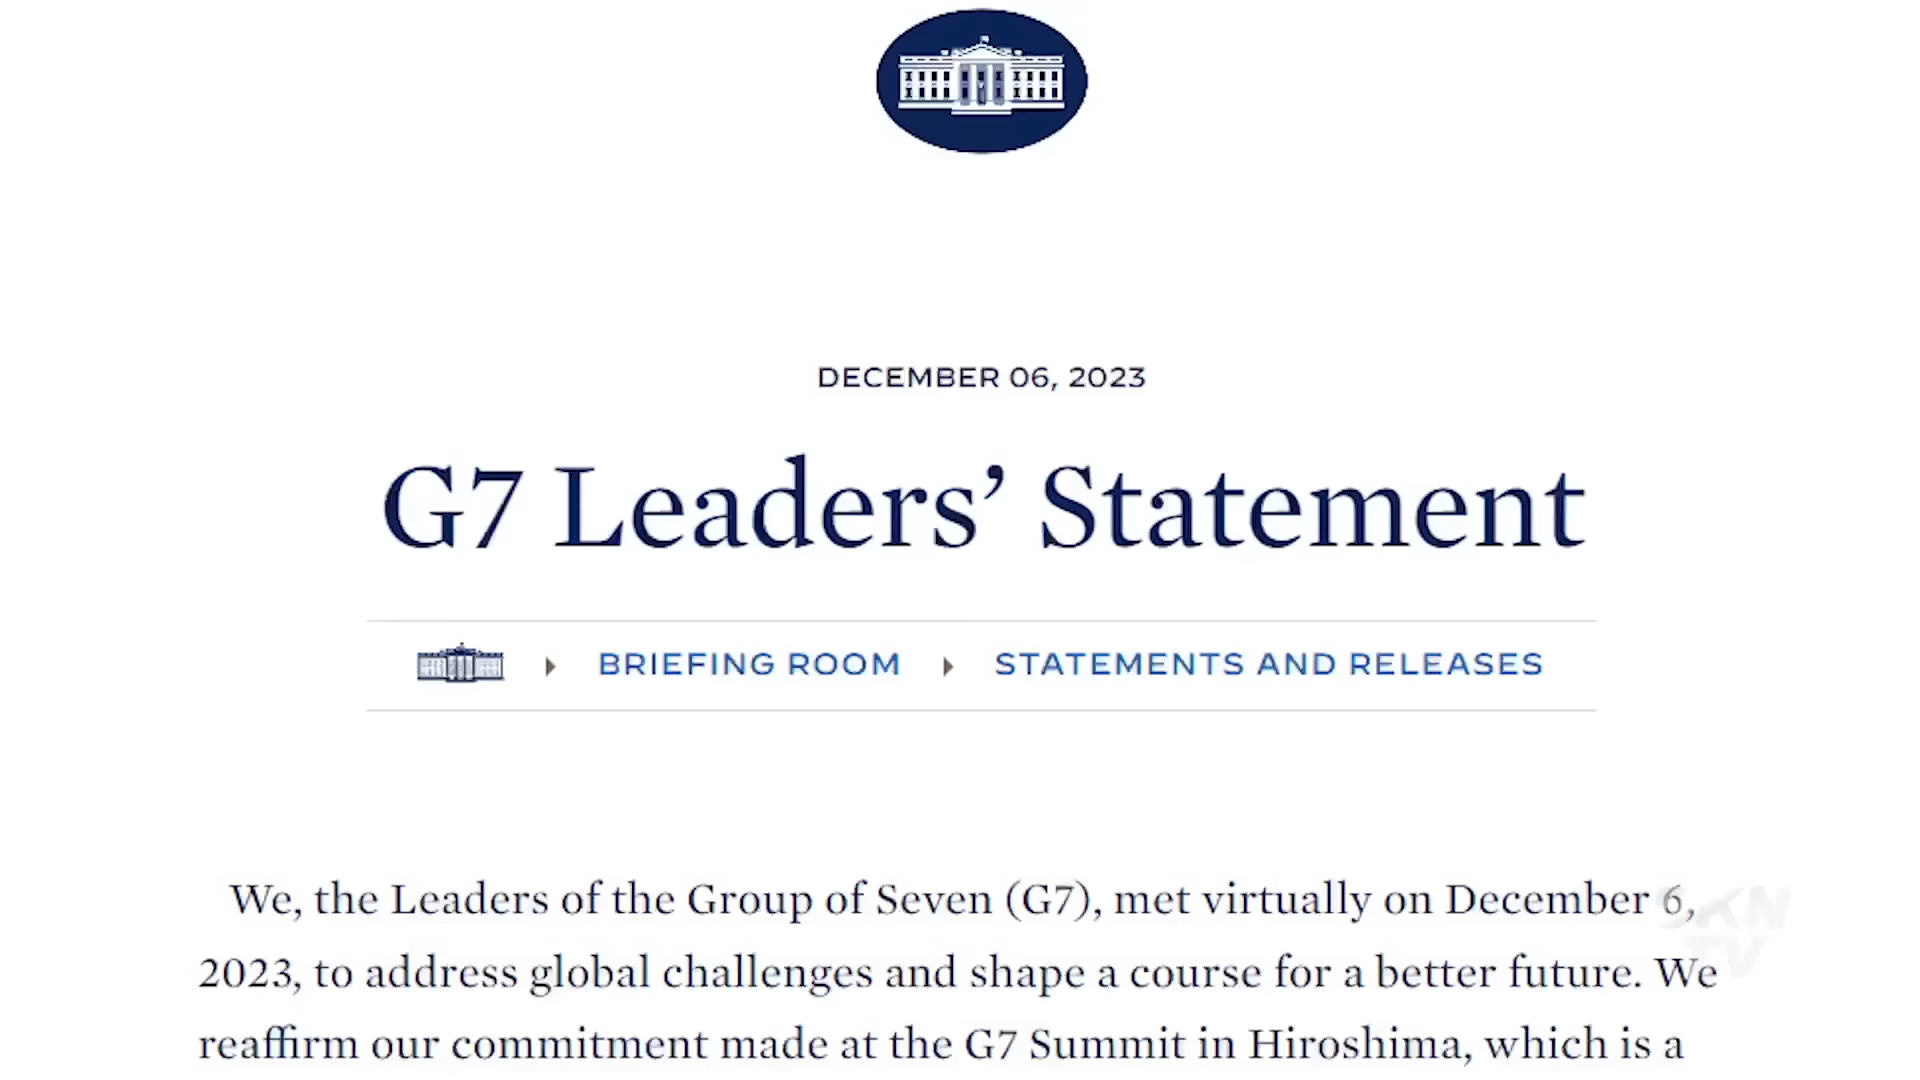 DECEMBER 06, 2023
G7 Leaders’ Statement
BRIEFING ROOM STATEMENTS AND RELEASES
We, the Leaders of the Group of Seven (G7), met virtually on December 6,
2023, to address global challenges and shape a course for a better future. We
reaffirm our commitment made at the G7 Summit in Hiroshima, which is a
SKN
TV